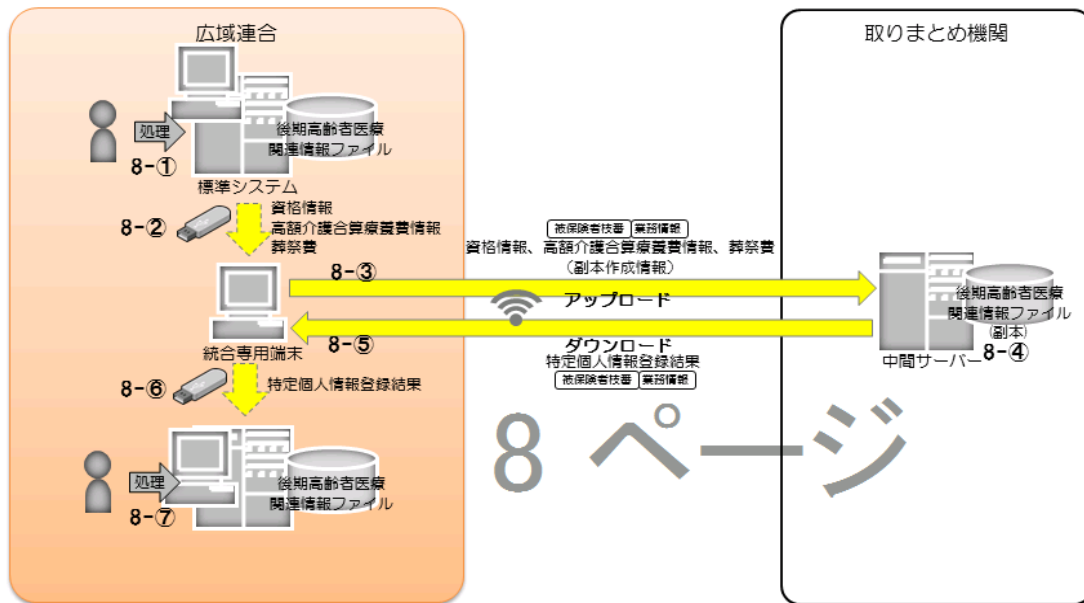 広域連合
取りまとめ機関
処理
8-①
後期高齢者医療
関連情報ファイル
標準システム
8-②
資格情報
高額介護合算療養費情報
葬祭費
被保険者枝番 業務情報
資格情報、高額介護合算療養費情報、葬祭費
（副本作成情報）
8-③
アップロード
後期高齢者医療
関連情報ファイル
(副本)
8-④
中間サーバー
統合専用端末
8-⑤
ダウンロード
特定個人情報登録結果
被保険者枝番 業務情報
8-⑥
特定個人情報登録結果
8 ページ
処理
8-⑦
後期高齢者医療
関連情報ファイル